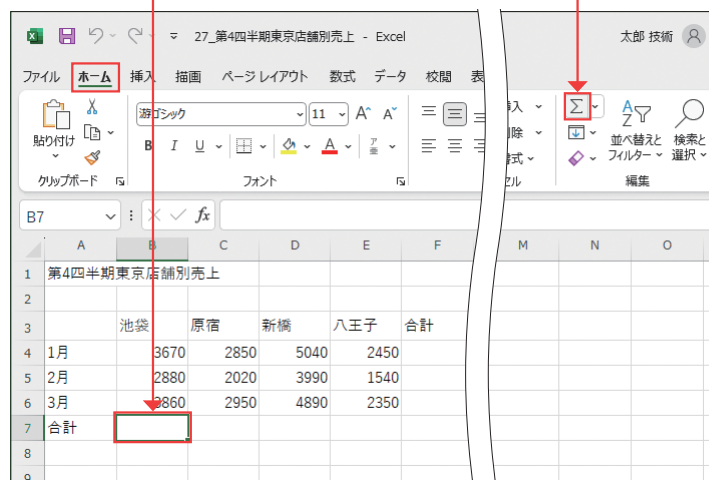 27_第4四半期東京店舗別売上 - Excel
太郎 技術
ファイル ホーム 挿入 描画 ページ レイアウト 数式 データ 校閲 表
貼り付け
クリップボード
游ゴシック 11 A^ Aˇ
B I U A
フォント
セル
Σ
並べ替えと フィルター
検索と 選択
編集
B7 fx
A B C D E F M N O
1 第4四半期東京店舗別売上
2
3 池袋 原宿 新橋 八王子 合計
4 1月 3670 2850 5040 2450
5 2月 2880 2020 3990 1540
6 3月 3860 2950 4890 2350
7 合計
8
9